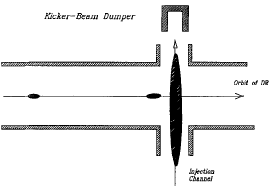 Kicker-Beam Dumper
Orbit of DR
Injection
Channel